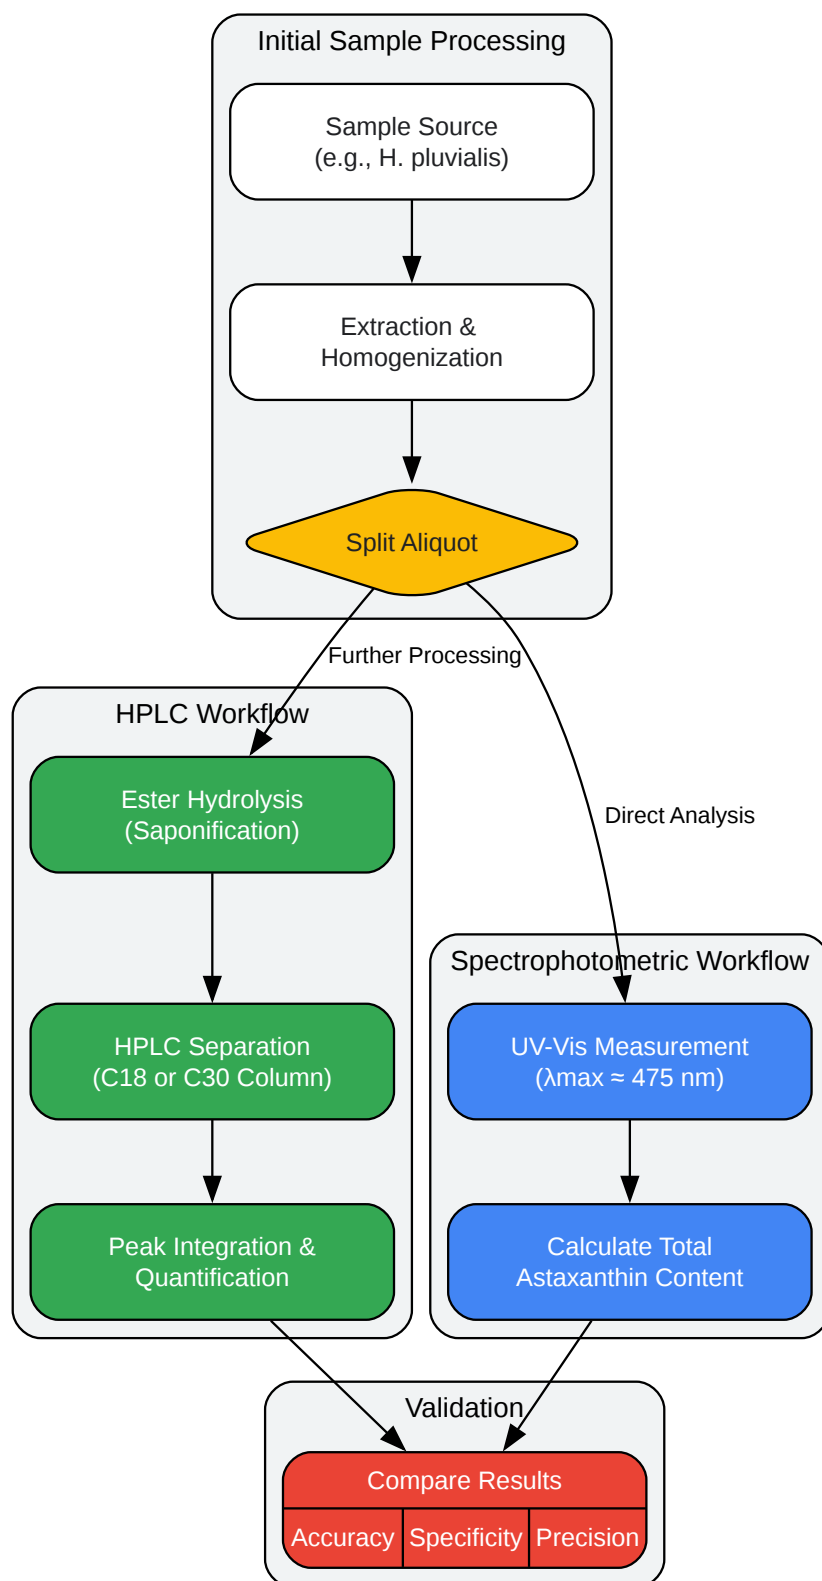 Initial Sample Processing
Sample Source
(e.g., H. pluvialis)
Extraction &
Homogenization
Split Aliquot
Further Processing
HPLC Workflow
Ester Hydrolysis
(Saponification)
Direct Analysis
HPLC Separation
(C18 or C30 Column)
Peak Integration &
Quantification
Spectrophotometric Workflow
UV-Vis Measurement
(λmax ≈ 475 nm)
Calculate Total
Astaxanthin Content
Validation
Compare Results
Accuracy
Specificity
Precision